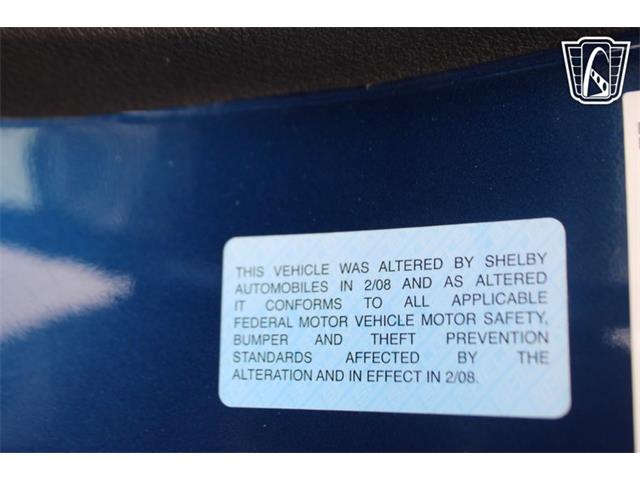 THIS VEHICLE WAS ALTERED BY SHELBY
AUTOMOBILES IN 2/08 AND AS ALTERED
IT CONFORMS TO ALL APPLICABLE
FEDERAL MOTOR VEHICLE MOTOR SAFETY,
BUMPER AND THEFT PREVENTION
STANDARDS AFFECTED BY THE
ALTERATION AND IN EFFECT IN 2/08.